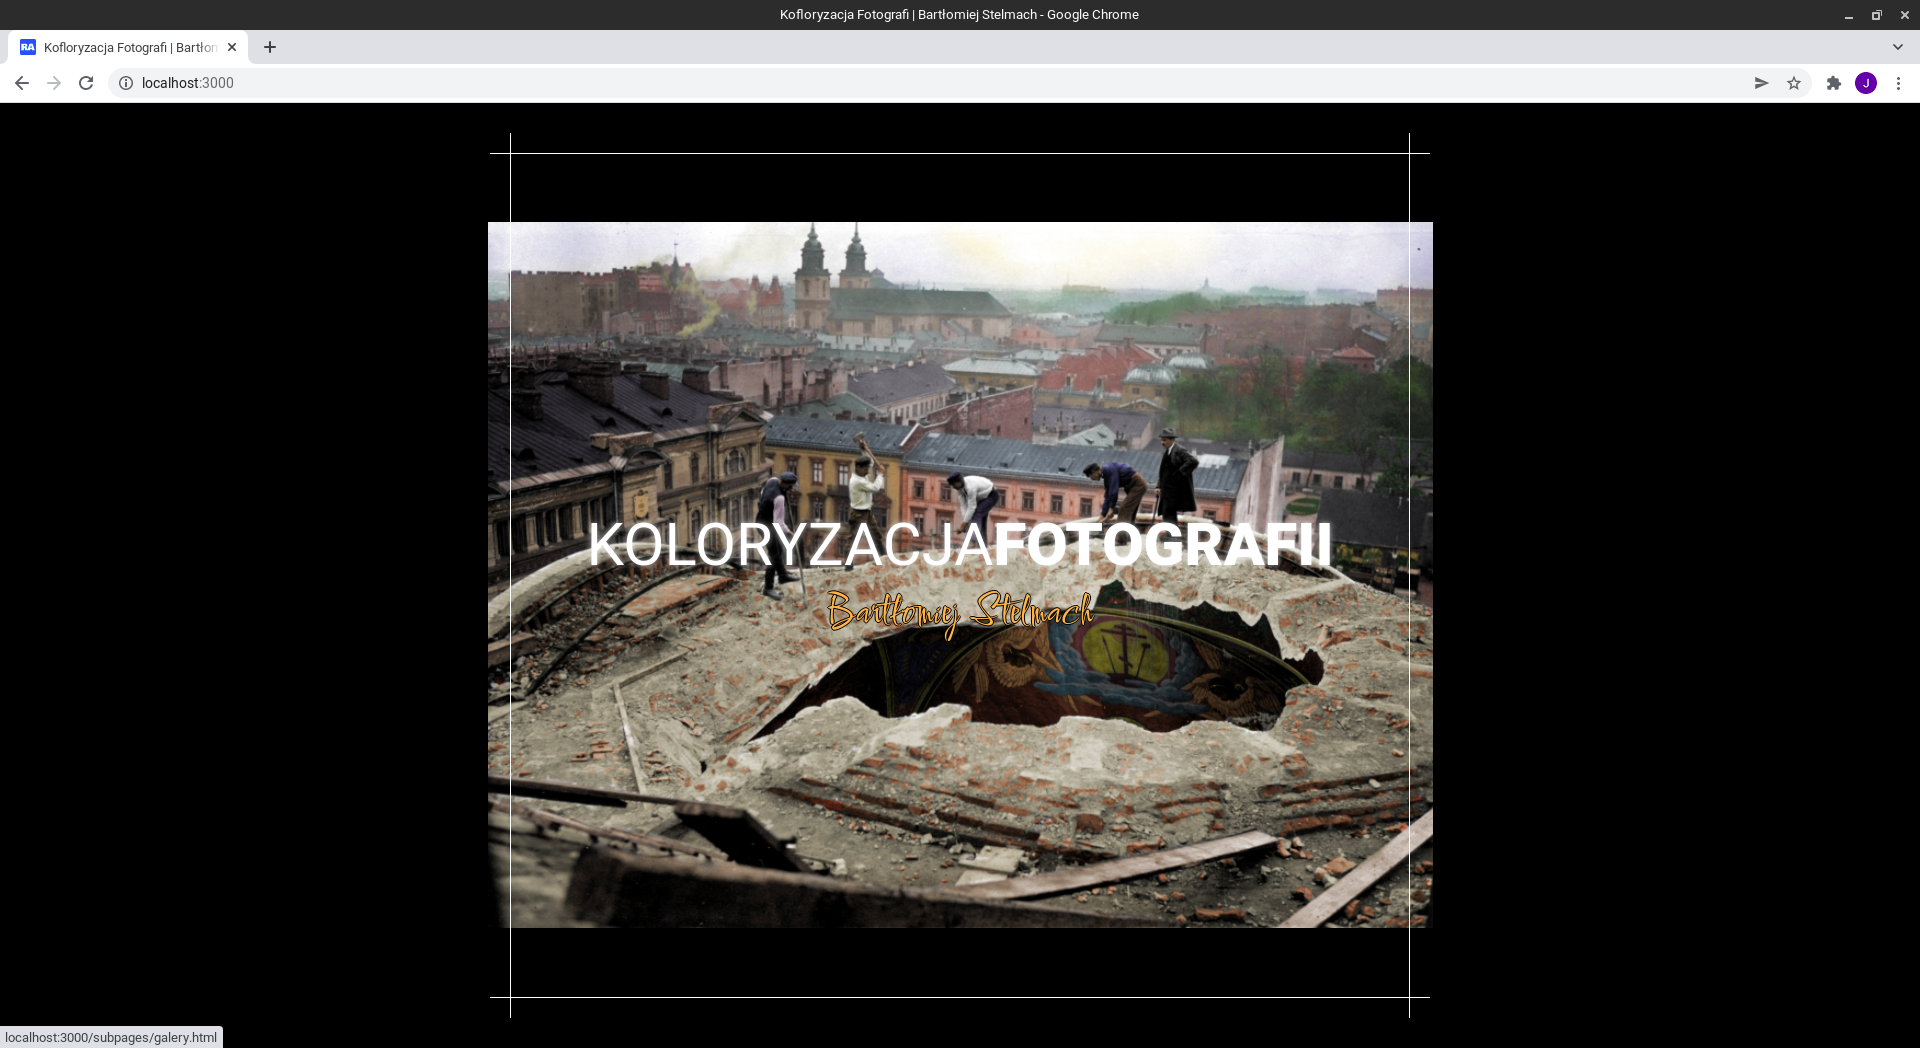 Kofloryzacja Fotografi | Bartłomiej Stelmach - Google Chrome
RA Kofloryzacja Fotografi | Bartłom
localhost:3000
J
KOLORYZACJAFOTOGRAFII
Bartłomiej Stelmach
localhost:3000/subpages/galery.html